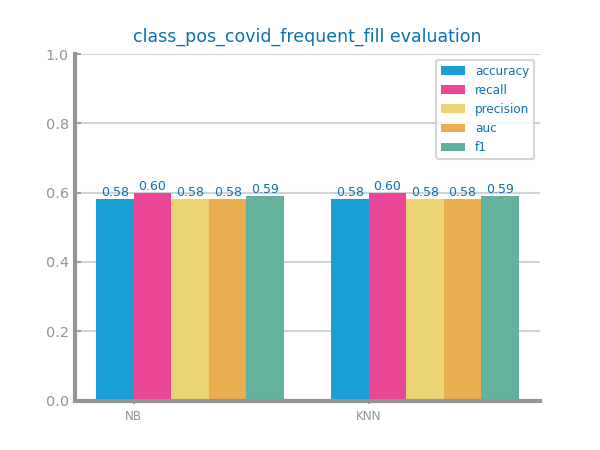 class_pos_covid_frequent_fill evaluation
1.0
0.8
0.6
0.4
0.2
0.0
accuracy
recall
precision
auc
f1
0.58 0.60 0.58 0.58 0.59 0.58 0.60 0.58 0.58 0.59
NB KNN